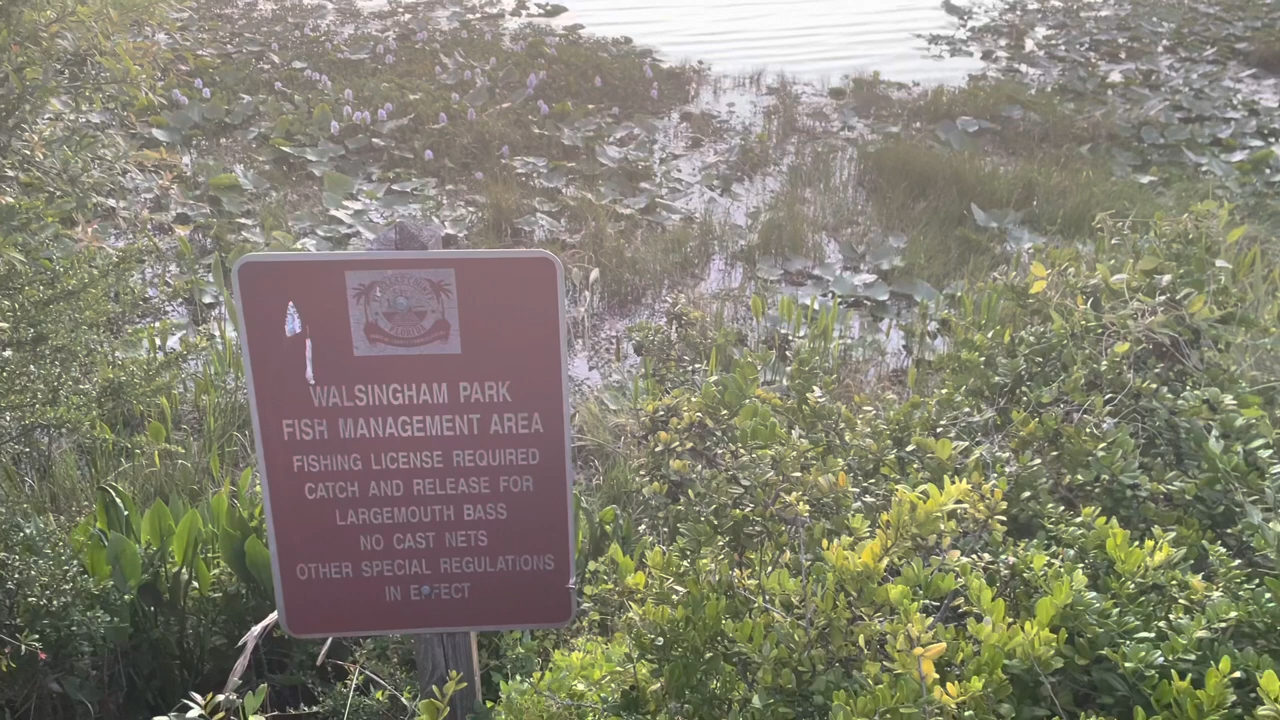 FLORIDA
WALSINGHAM PARK
FISH MANAGEMENT AREA
FISHING LICENSE REQUIRED
CATCH AND RELEASE FOR
LARGEMOUTH BASS
NO CAST NETS
OTHER SPECIAL REGULATIONS
IN EFFECT